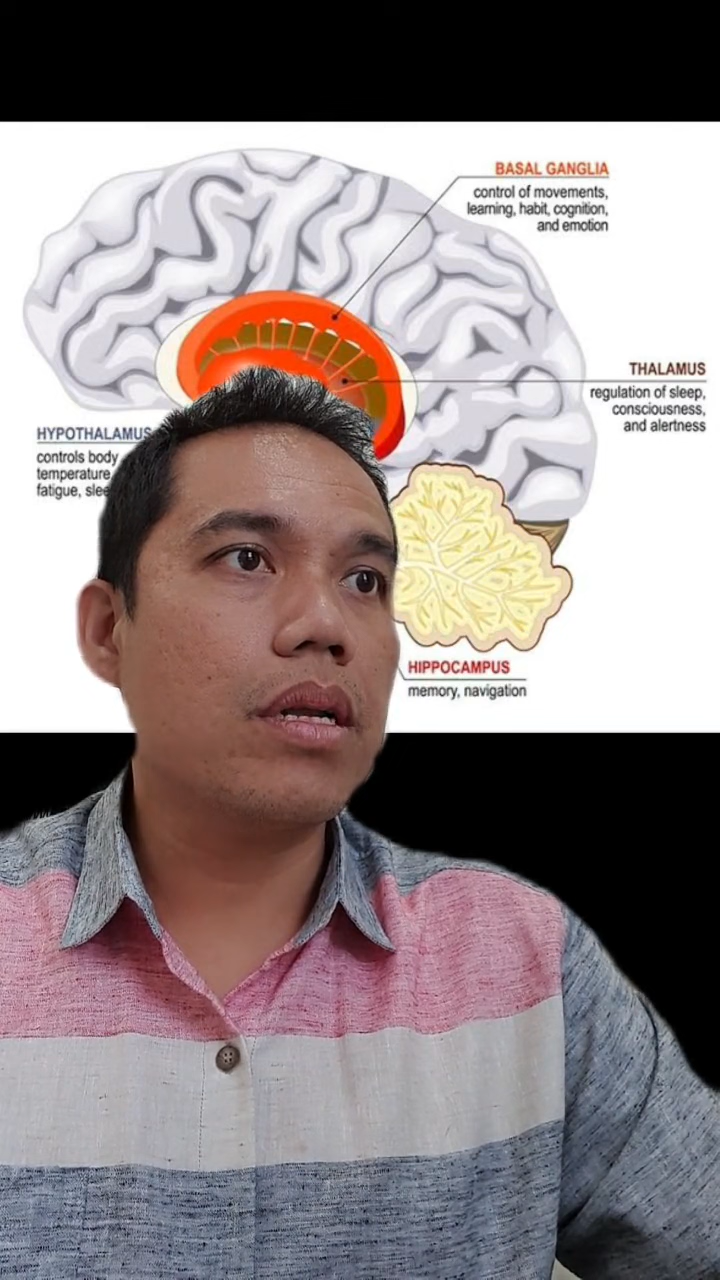 BASAL GANGLIA
control of movements,
learning, habit, cognition,
and emotion
THALAMUS
regulation of sleep,
consciousness,
and alertness
HYPOTHALAMUS
controls body
temperature
fatigue,
HIPPOCAMPUS
memory, navigation